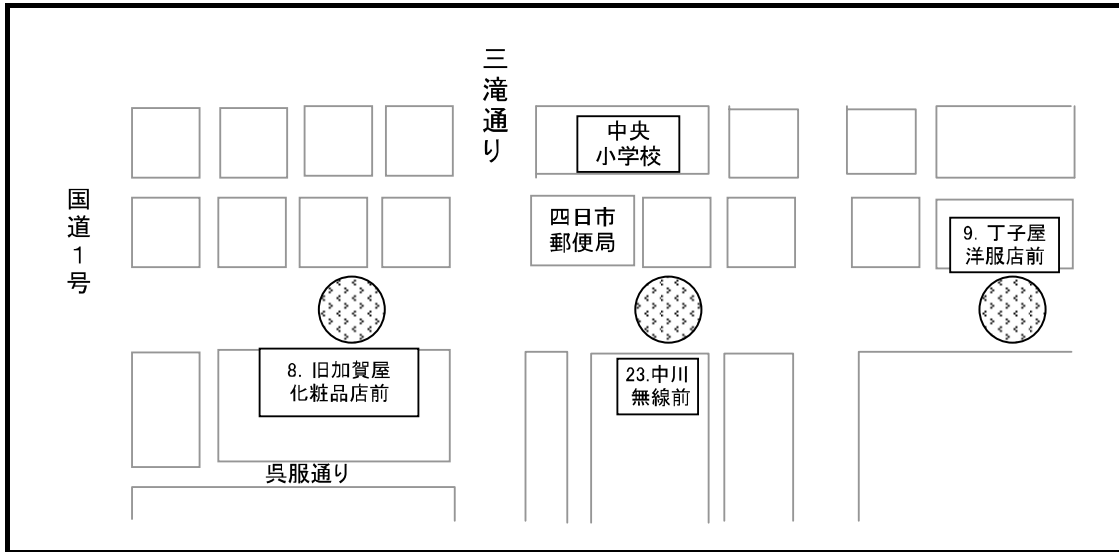 三滝通り
国道1号
中央
小学校
四日市
郵便局
9. 丁子屋
洋服店前
8. 旧加賀屋
化粧品店前
23.中川
無線前
呉服通り